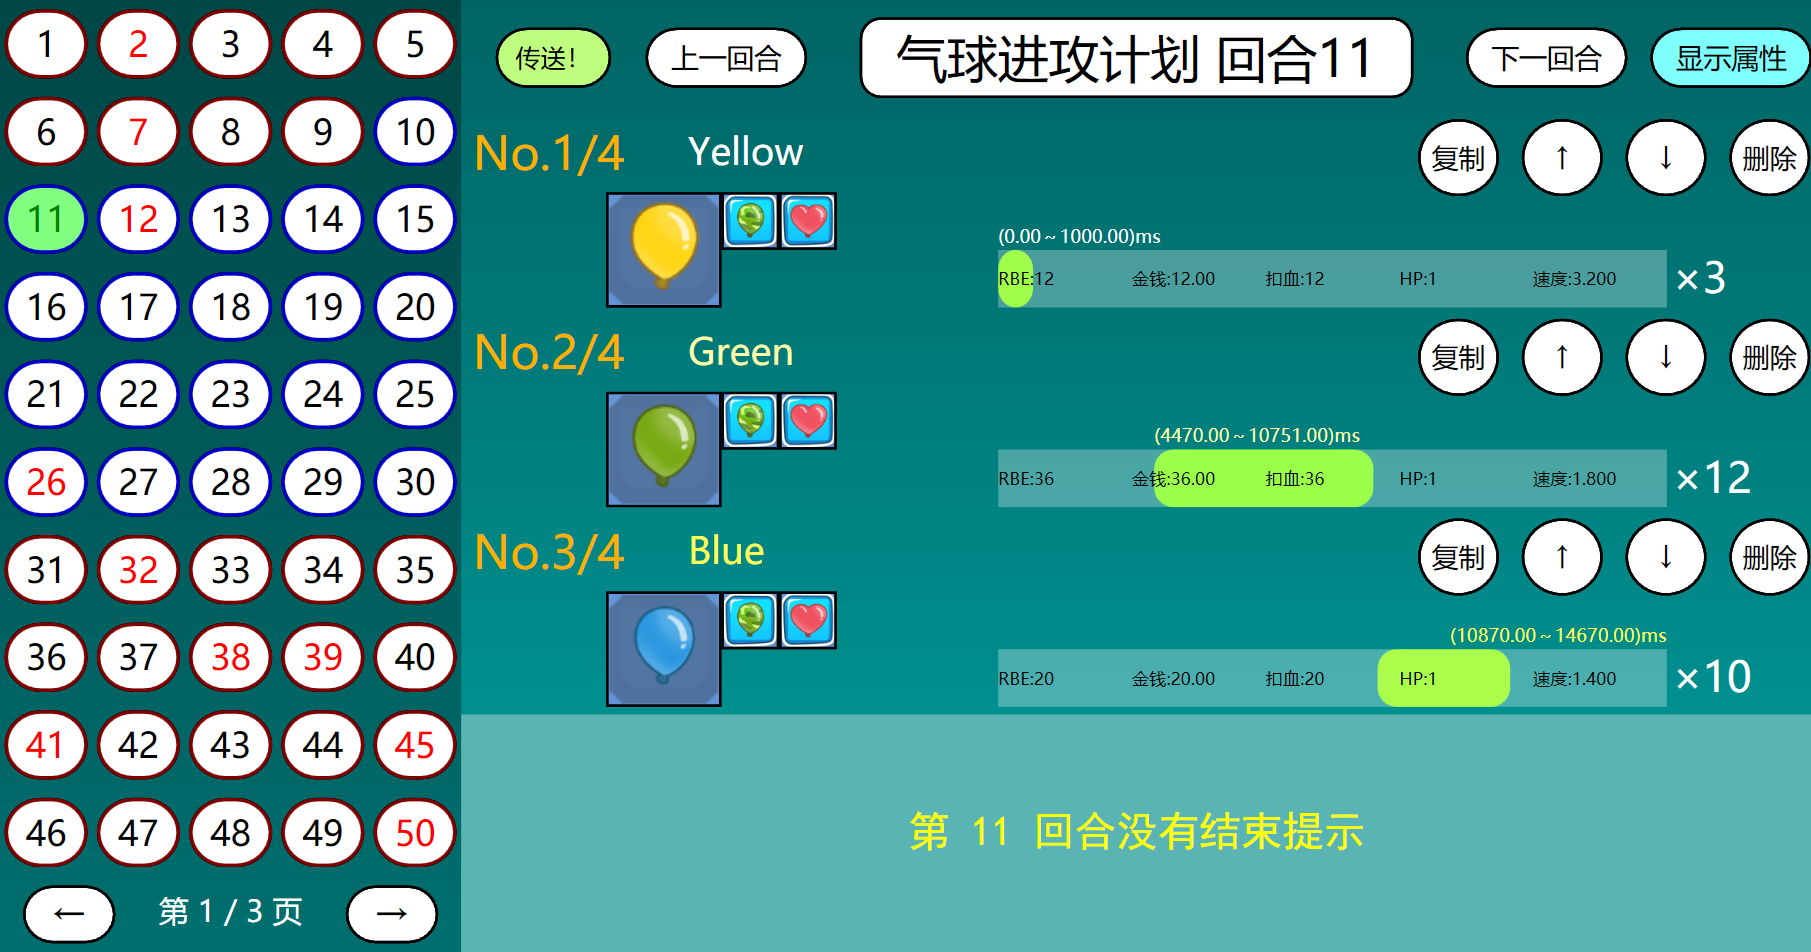 1 2 3 4 5
6 7 8 9 10
11 12 13 14 15
16 17 18 19 20
21 22 23 24 25
26 27 28 29 30
31 32 33 34 35
36 37 38 39 40
41 42 43 44 45
46 47 48 49 50
← 第 1 / 3 页 →
传送！ 上一回合 气球进攻计划 回合11 下一回合 显示属性
No.1/4 Yellow 复制 ↑ ↓ 删除
(0.00 ~ 1000.00)ms
RBE:12 金钱:12.00 扣血:12 HP:1 速度:3.200 ×3
No.2/4 Green 复制 ↑ ↓ 删除
(4470.00 ~ 10751.00)ms
RBE:36 金钱:36.00 扣血:36 HP:1 速度:1.800 ×12
No.3/4 Blue 复制 ↑ ↓ 删除
(10870.00 ~ 14670.00)ms
RBE:20 金钱:20.00 扣血:20 HP:1 速度:1.400 ×10
第 11 回合没有结束提示